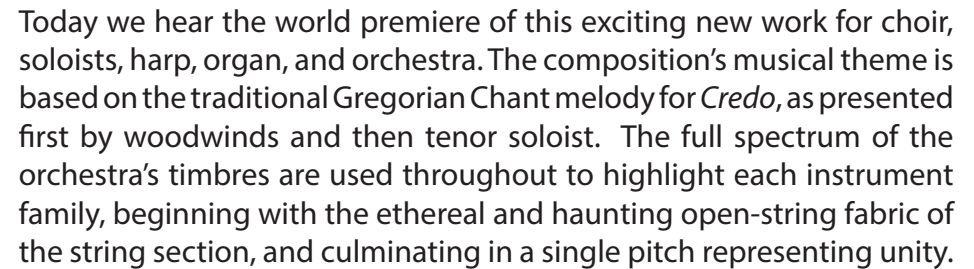 Today we hear the world premiere of this exciting new work for choir,
soloists, harp, organ, and orchestra. The composition’s musical theme is
based on the traditional Gregorian Chant melody for Credo, as presented
first by woodwinds and then tenor soloist.  The full spectrum of the
orchestra’s timbres are used throughout to highlight each instrument
family, beginning with the ethereal and haunting open-string fabric of
the string section, and culminating in a single pitch representing unity.